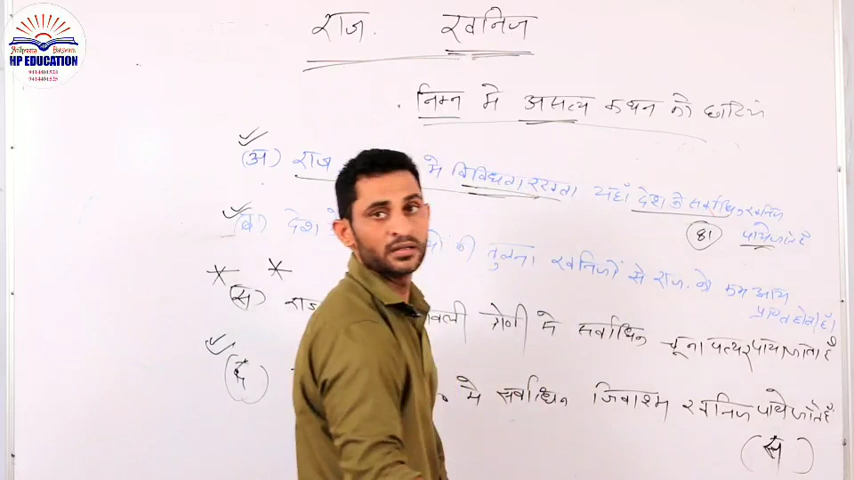 HP EDUCATION
राज. खनिज
निम्न में असत्य कथन को छांटिये
(अ) राज में विविधता रखता यहाँ देश के सर्वाधिक खनिज
81 पाये जाते हैं
(ब) देश की तुलना खनिजों से राज. को कम आय
प्राप्त होती है।
(स) राज वली श्रेणी में सर्वाधिक चूना पत्थर पाया जाता है
(द) में सर्वाधिक जिवाश्म खनिज पाये जाते हैं
(स)